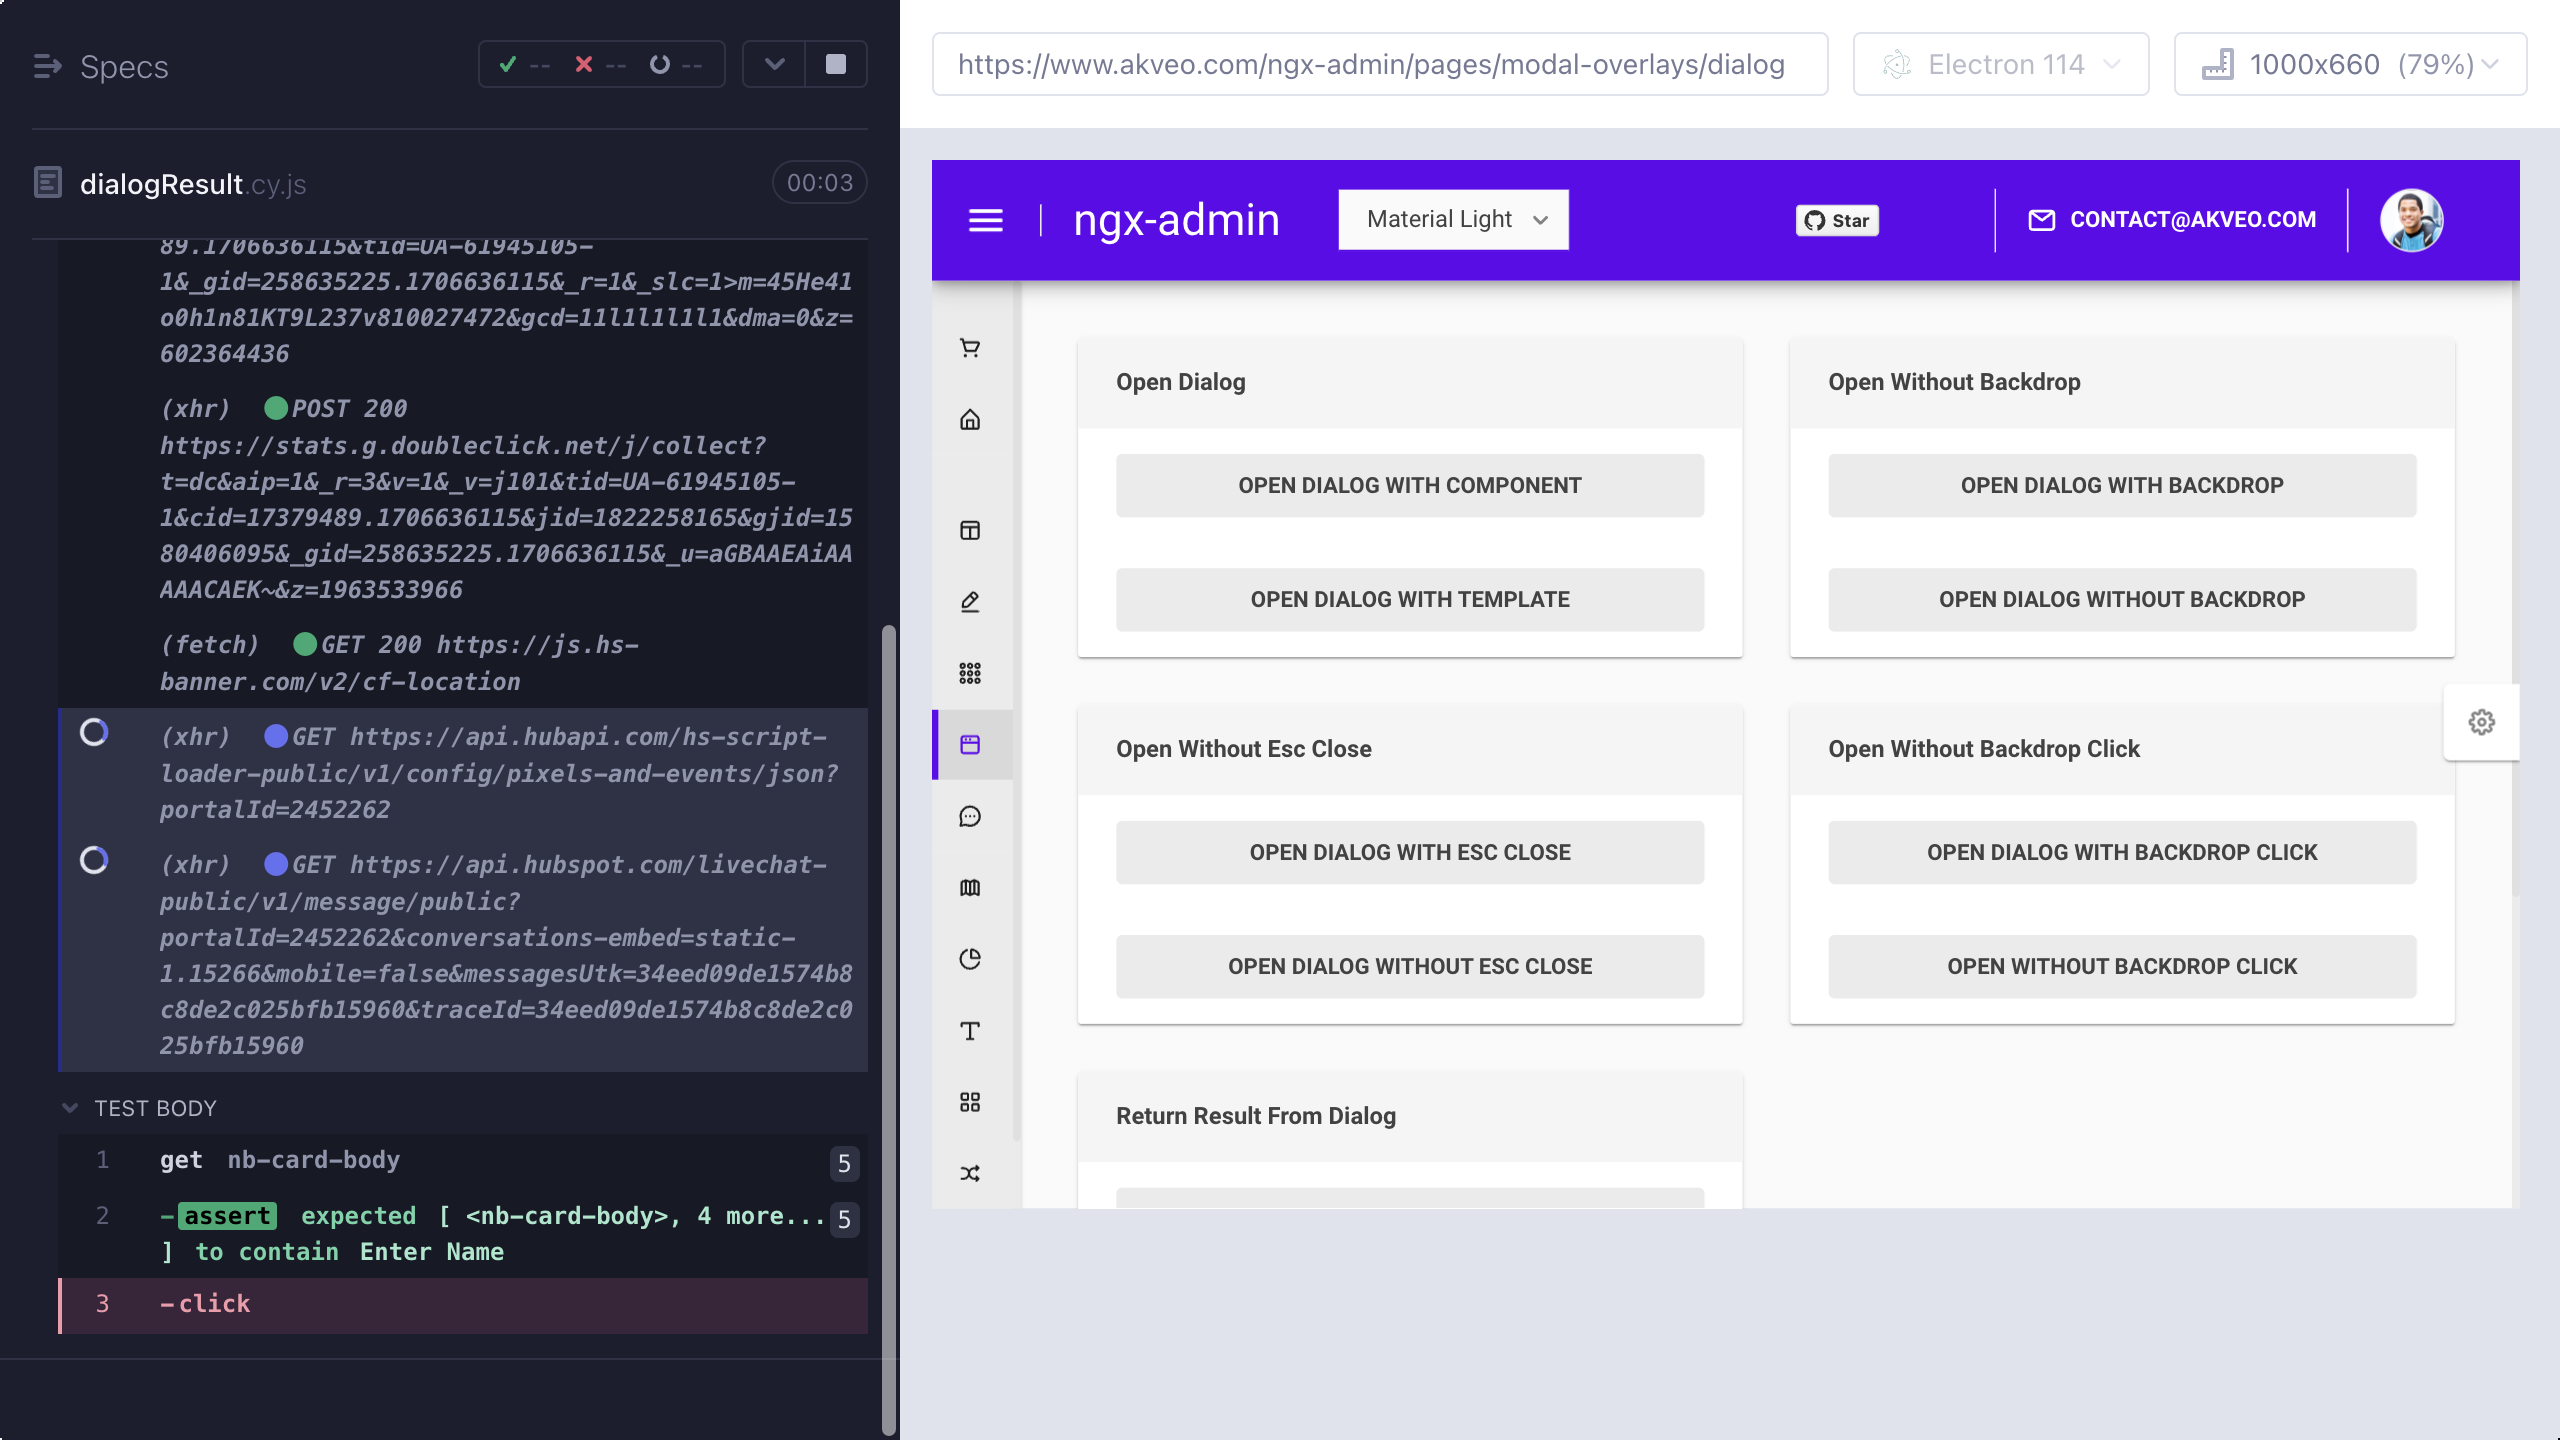 Specs
-- -- --
dialogResult.cy.js
00:03
89.1706636115&tid=UA-61945105-
1&_gid=258635225.1706636115&_r=1&_slc=1>m=45He41
o0h1n81KT9L237v810027472&gcd=11l1l1l1l1&dma=0&z=
602364436
(xhr) POST 200
https://stats.g.doubleclick.net/j/collect?
t=dc&aip=1&_r=3&v=1&_v=j101&tid=UA-61945105-
1&cid=17379489.1706636115&jid=1822258165&gjid=15
80406095&_gid=258635225.1706636115&_u=aGBAAEAiAA
AAACAEK~&z=1963533966
(fetch) GET 200 https://js.hs-
banner.com/v2/cf-location
(xhr) GET https://api.hubapi.com/hs-script-
loader-public/v1/config/pixels-and-events/json?
portalId=2452262
(xhr) GET https://api.hubspot.com/livechat-
public/v1/message/public?
portalId=2452262&conversations-embed=static-
1.15266&mobile=false&messagesUtk=34eed09de1574b8
c8de2c025bfb15960&traceId=34eed09de1574b8c8de2c0
25bfb15960
TEST BODY
1 get nb-card-body 5
2 -assert expected [ <nb-card-body>, 4 more... 5
] to contain Enter Name
3 -click
https://www.akveo.com/ngx-admin/pages/modal-overlays/dialog
Electron 114
1000x660 (79%)
ngx-admin
Material Light
Star
CONTACT@AKVEO.COM
Open Dialog
OPEN DIALOG WITH COMPONENT
OPEN DIALOG WITH TEMPLATE
Open Without Backdrop
OPEN DIALOG WITH BACKDROP
OPEN DIALOG WITHOUT BACKDROP
Open Without Esc Close
OPEN DIALOG WITH ESC CLOSE
OPEN DIALOG WITHOUT ESC CLOSE
Open Without Backdrop Click
OPEN DIALOG WITH BACKDROP CLICK
OPEN WITHOUT BACKDROP CLICK
Return Result From Dialog